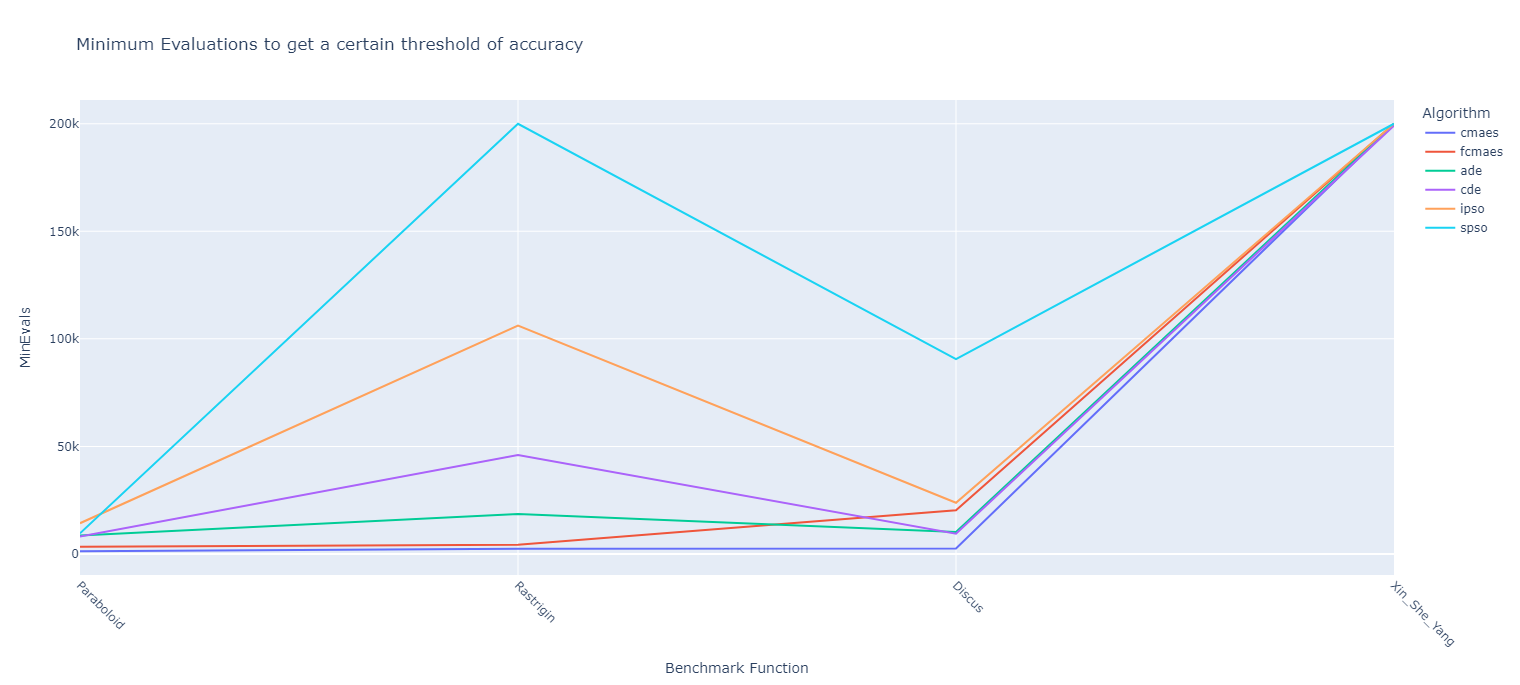 Minimum Evaluations to get a certain threshold of accuracy
Algorithm
cmaes
fcmaes
ade
cde
ipso
spso
MinEvals
200k
150k
100k
50k
0
Paraboloid
Rastrigin
Discus
Xin_She_Yang
Benchmark Function